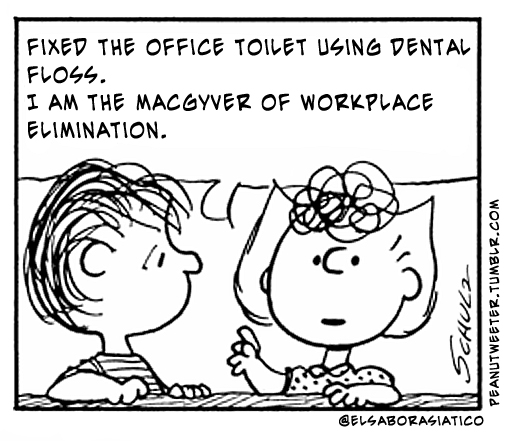 FIXED THE OFFICE TOILET USING DENTAL
FLOSS.
I AM THE MACGYVER OF WORKPLACE
ELIMINATION.
SCHULZ
PEANUTWEETER.TUMBLR.COM
@ELSABORASIATICO